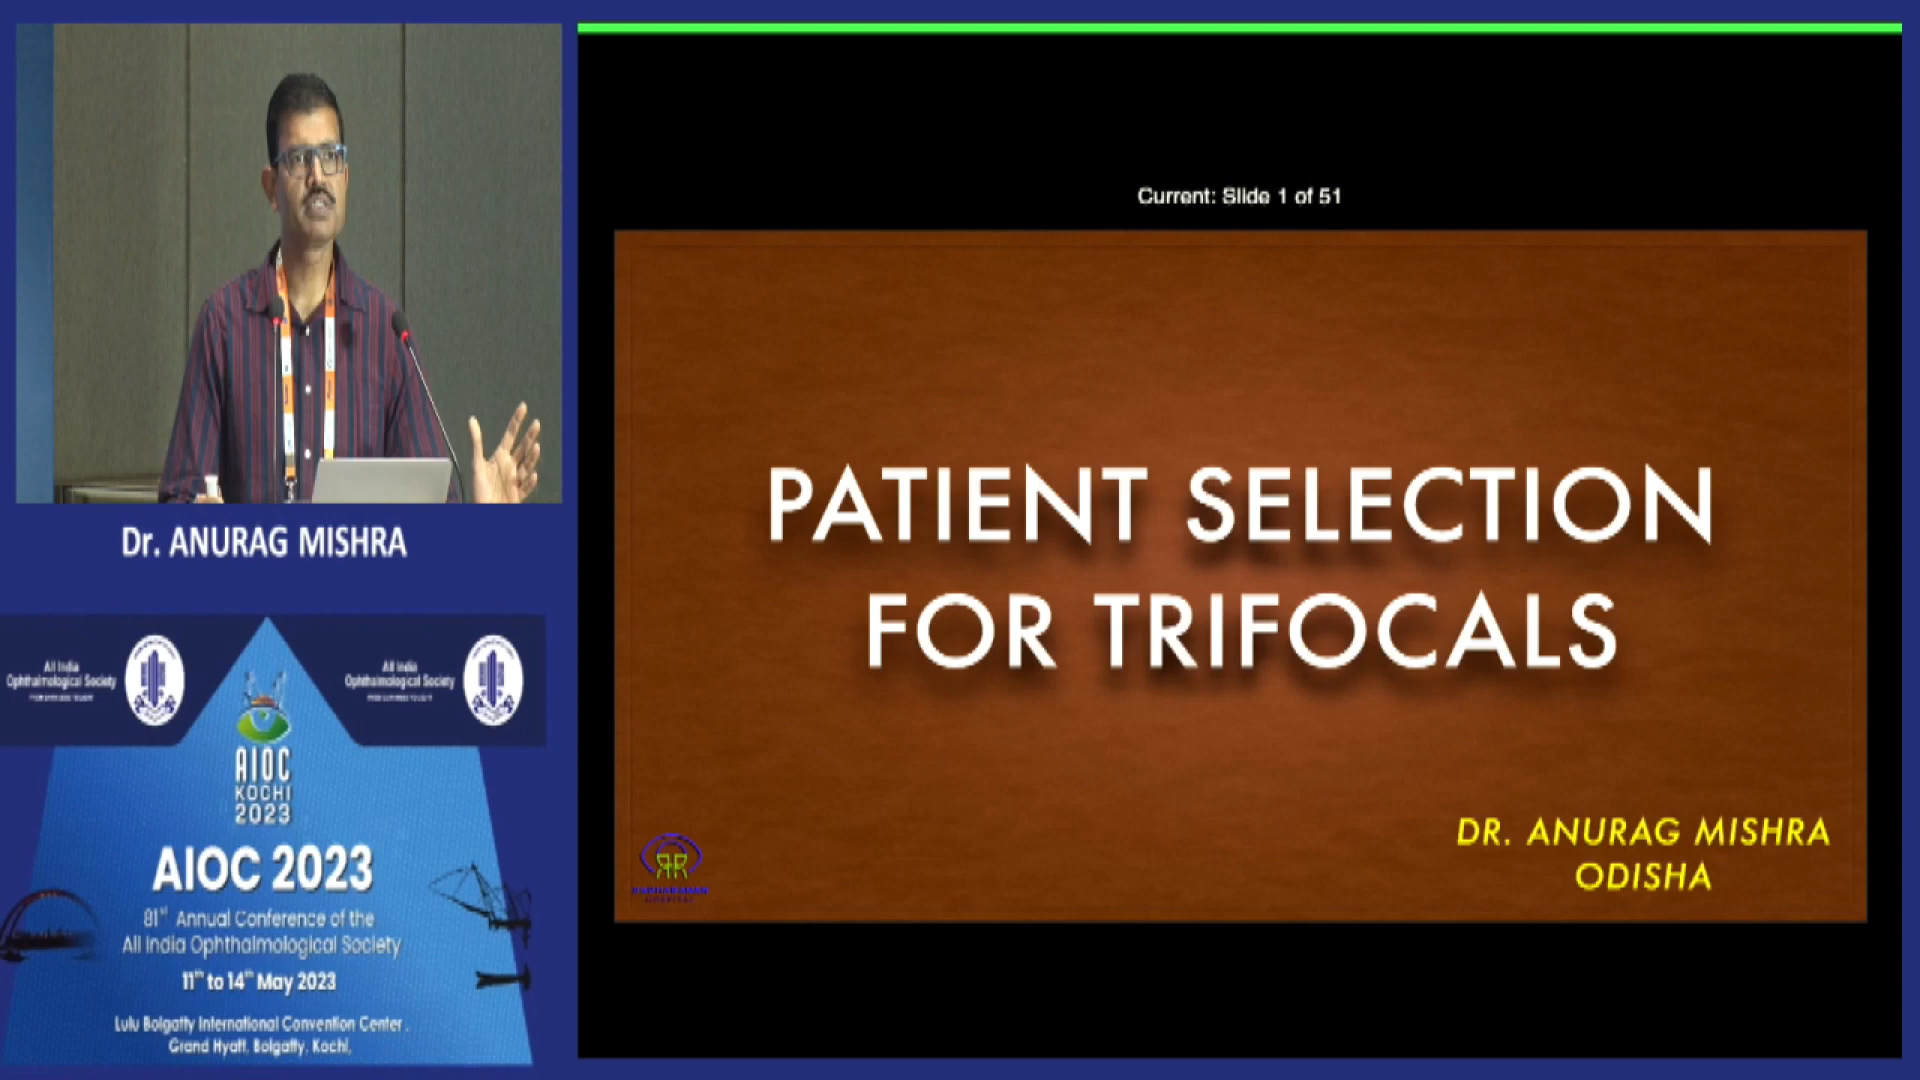 Current: Slide 1 of 51
PATIENT SELECTION
FOR TRIFOCALS
DR. ANURAG MISHRA
ODISHA
Dr. ANURAG MISHRA
All India
Ophthalmological Society
All India
Ophthalmological Society
AIOC
KOCHI
2023
AIOC 2023
81st Annual Conference of the
All India Ophthalmological Society
11th to 14th May 2023
Lulu Bolgatty International Convention Center,
Grand Hyatt, Bolgatty, Kochi,